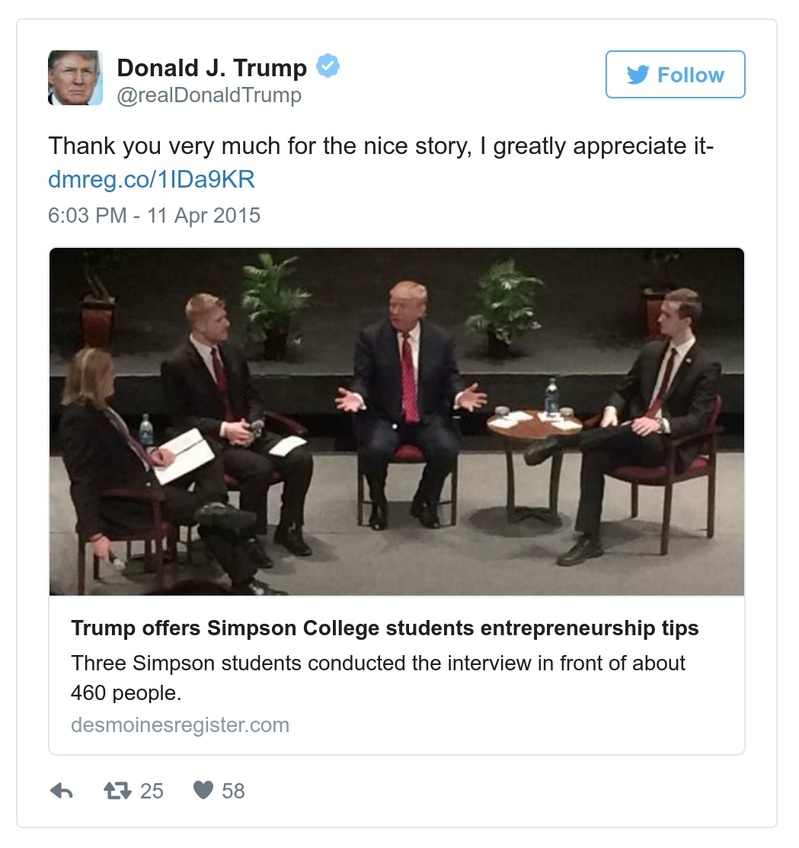 Donald J. Trump
@realDonaldTrump
Follow
Thank you very much for the nice story, I greatly appreciate it-
dmreg.co/1IDa9KR
6:03 PM - 11 Apr 2015
Trump offers Simpson College students entrepreneurship tips
Three Simpson students conducted the interview in front of about
460 people.
desmoinesregister.com
25
58